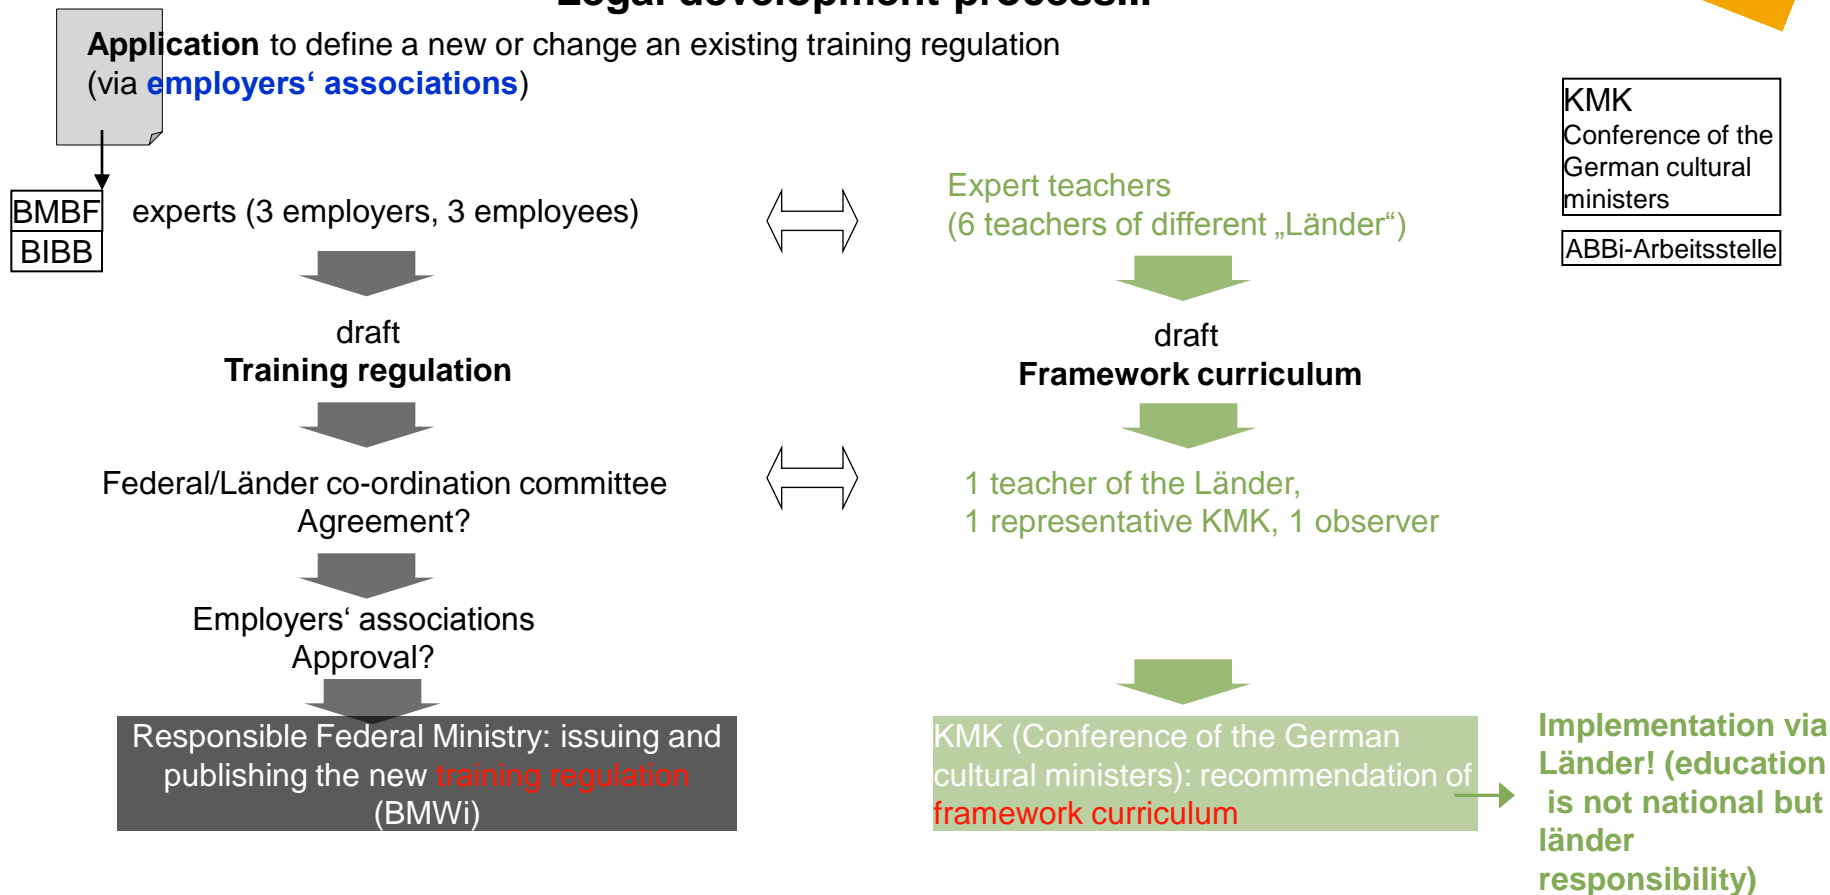 Legal development process...
Application to define a new or change an existing training regulation
(via employers‘ associations)
KMK
Conference of the
German cultural
ministers
ABBi-Arbeitsstelle
BMBF
BIBB
experts (3 employers, 3 employees)
Expert teachers
(6 teachers of different „Länder“)
draft
Training regulation
draft
Framework curriculum
Federal/Länder co-ordination committee
Agreement?
1 teacher of the Länder,
1 representative KMK, 1 observer
Employers‘ associations
Approval?
Responsible Federal Ministry: issuing and
publishing the new training regulation
(BMWi)
KMK (Conference of the German
cultural ministers): recommendation of
framework curriculum
Implementation via
Länder! (education
is not national but
länder
responsibility)